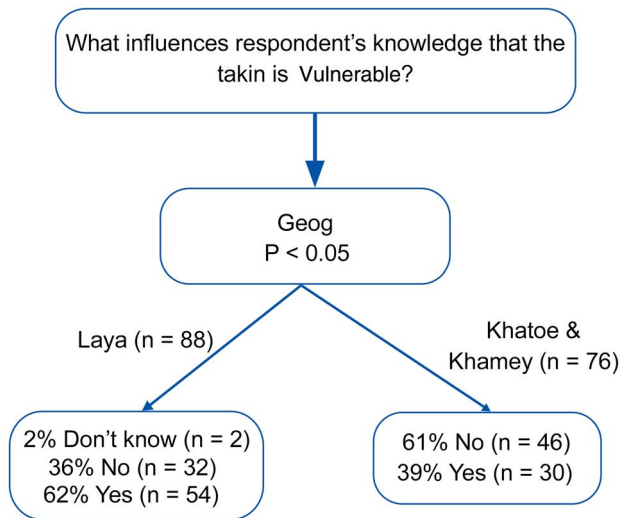 What influences respondent's knowledge that the
takin is Vulnerable?
Geog
P < 0.05
Laya (n = 88)
Khatoe &
Khamey (n = 76)
2% Don't know (n = 2)
36% No (n = 32)
62% Yes (n = 54)
61% No (n = 46)
39% Yes (n = 30)